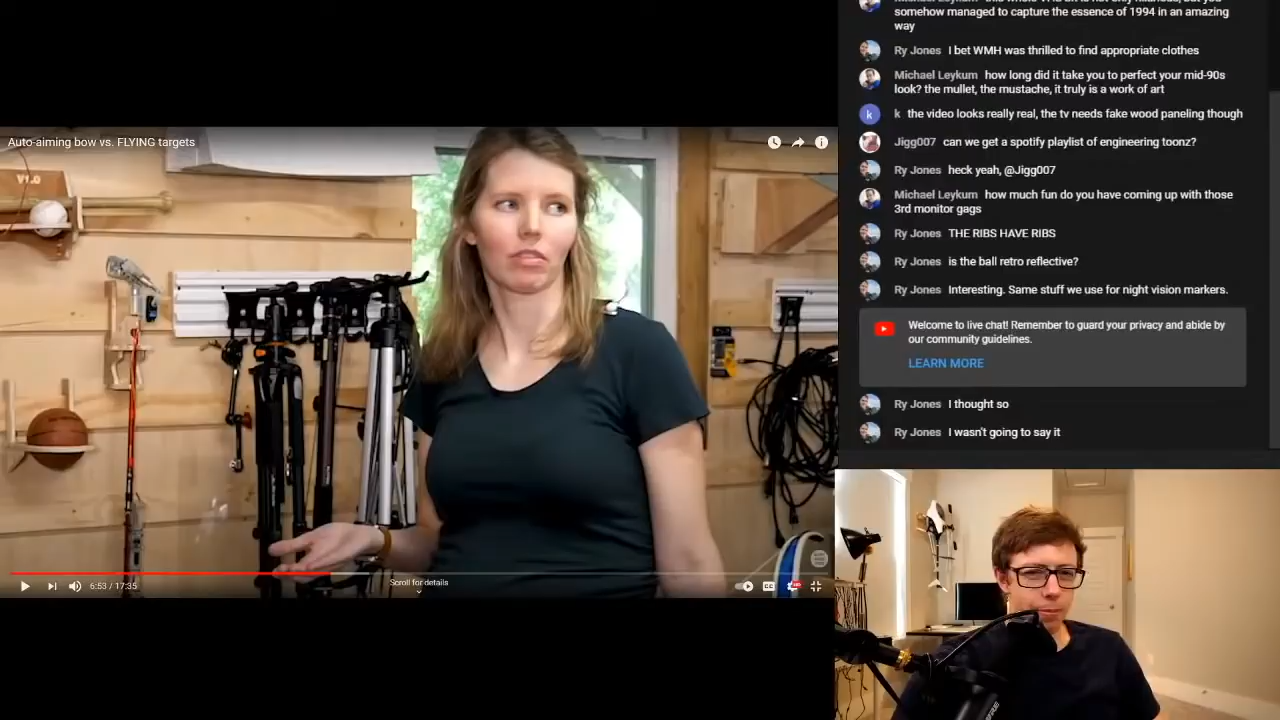 somehow managed to capture the essence of 1994 in an amazing
way
Ry Jones I bet WMH was thrilled to find appropriate clothes
Michael Leykum how long did it take you to perfect your mid-90s
look? the mullet, the mustache, it truly is a work of art
k the video looks really real, the tv needs fake wood paneling though
Jigg007 can we get a spotify playlist of engineering toonz?
Ry Jones heck yeah, @Jigg007
Michael Leykum how much fun do you have coming up with those
3rd monitor gags
Ry Jones THE RIBS HAVE RIBS
Ry Jones is the ball retro reflective?
Ry Jones Interesting. Same stuff we use for night vision markers.
Welcome to live chat! Remember to guard your privacy and abide by
our community guidelines.
LEARN MORE
Ry Jones I thought so
Ry Jones I wasn't going to say it
Auto-aiming bow vs. FLYING targets
V1.0
6:53 / 17:35
Scroll for details
CC
HD